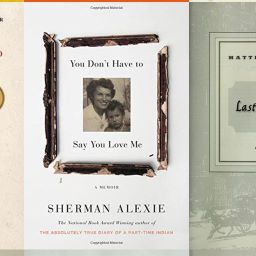 You Don't Have to
Say You Love Me
A MEMOIR
SHERMAN ALEXIE
The National Book Award Winning author of
THE ABSOLUTELY TRUE DIARY OF A PART-TIME INDIAN
MATT
Last